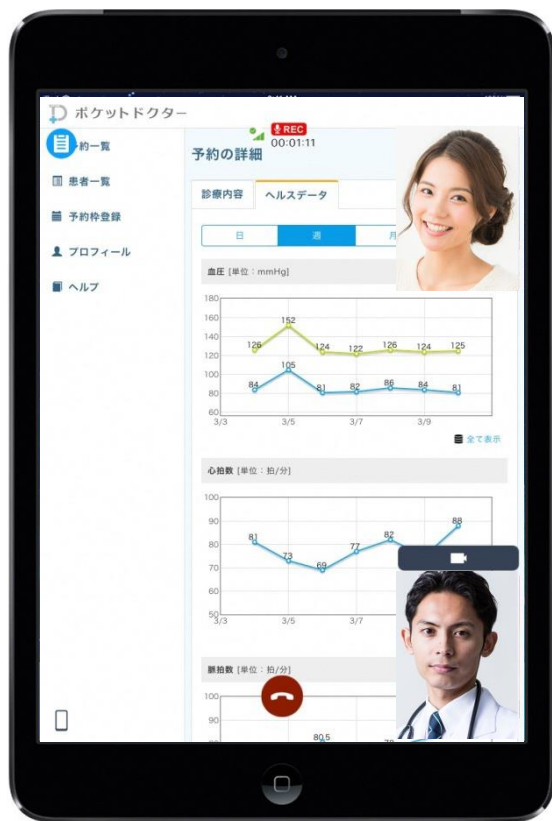 ポケットドクター
約一覧
患者一覧
予約枠登録
プロフィール
ヘルプ
REC
00:01:11
予約の詳細
診療内容 ヘルスデータ
日 週 月
血圧 [単位：mmHg]
180
160
140
120
100
80
60
126 152 124 122 126 124 125
84 105 81 82 86 84 81
3/3 3/5 3/7 3/9
全て表示
心拍数 [単位：拍/分]
100
90
80
70
60
50
81 73 69 77 82 88
3/3 3/5 3/7
脈拍数 [単位：拍/分]
100
90
80.5